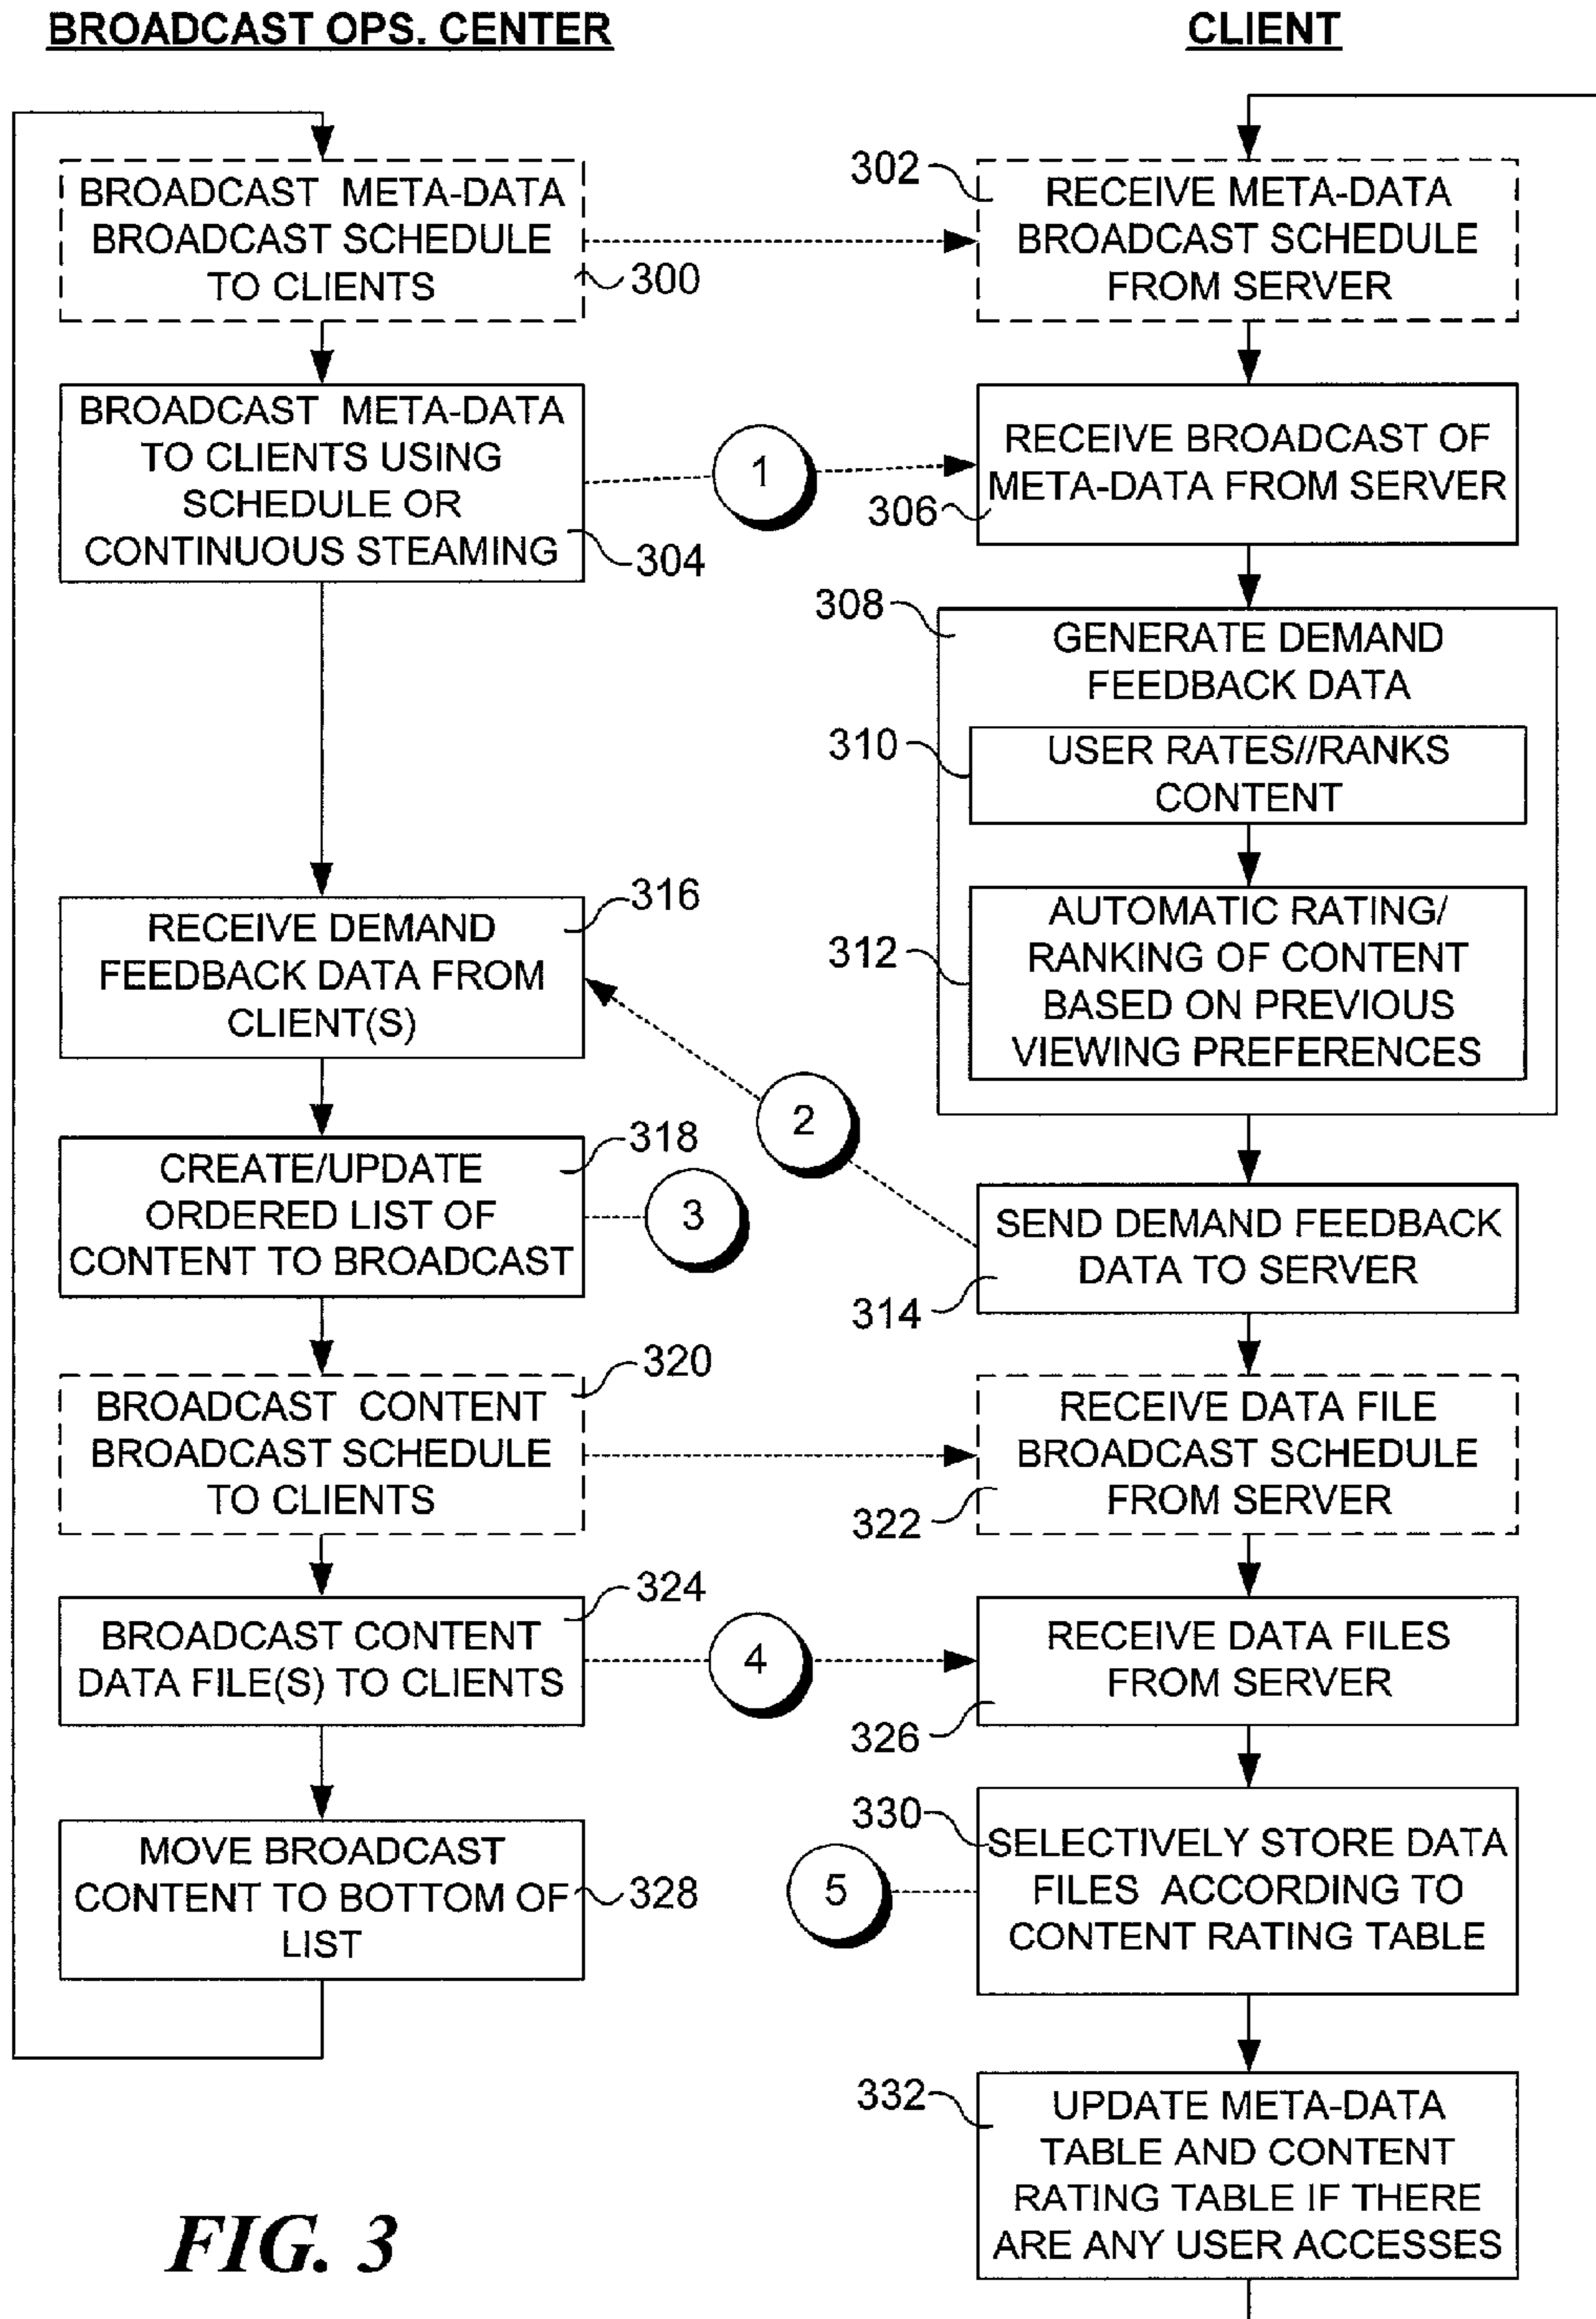 BROADCAST OPS. CENTER
CLIENT
BROADCAST META-DATA
BROADCAST SCHEDULE
TO CLIENTS
300
302
RECEIVE META-DATA
BROADCAST SCHEDULE
FROM SERVER
BROADCAST META-DATA
TO CLIENTS USING
SCHEDULE OR
CONTINUOUS STEAMING
304
1
RECEIVE BROADCAST OF
META-DATA FROM SERVER
306
308
GENERATE DEMAND
FEEDBACK DATA
310
USER RATES//RANKS
CONTENT
312
AUTOMATIC RATING/
RANKING OF CONTENT
BASED ON PREVIOUS
VIEWING PREFERENCES
316
RECEIVE DEMAND
FEEDBACK DATA FROM
CLIENT(S)
2
318
CREATE/UPDATE
ORDERED LIST OF
CONTENT TO BROADCAST
3
SEND DEMAND FEEDBACK
DATA TO SERVER
314
320
BROADCAST CONTENT
BROADCAST SCHEDULE
TO CLIENTS
RECEIVE DATA FILE
BROADCAST SCHEDULE
FROM SERVER
322
324
BROADCAST CONTENT
DATA FILE(S) TO CLIENTS
4
RECEIVE DATA FILES
FROM SERVER
326
MOVE BROADCAST
CONTENT TO BOTTOM OF
LIST
328
330
SELECTIVELY STORE DATA
FILES ACCORDING TO
CONTENT RATING TABLE
5
332
UPDATE META-DATA
TABLE AND CONTENT
RATING TABLE IF THERE
ARE ANY USER ACCESSES
FIG. 3